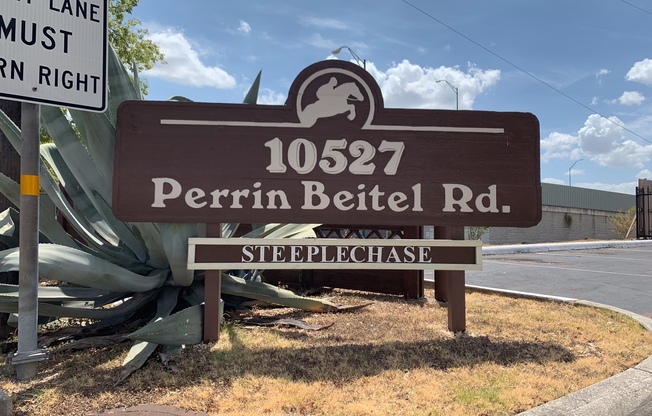 LANE
MUST
RN RIGHT
10527
Perrin Beitel Rd.
STEEPLECHASE